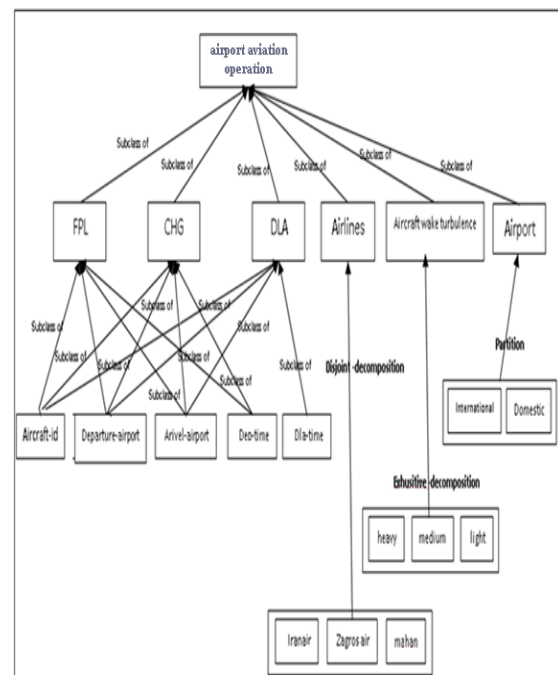 airport aviation
operation
Subclass of
Subclass of
Subclass of
Subclass of
Subclass of
Subclass of
FPL
CHG
DLA
Airlines
Aircraft wake turbulence
Airport
Subclass of
Subclass of
Subclass of
Subclass of
Subclass of
Subclass of
Subclass of
Subclass of
Subclass of
Disjoint -decomposition
Partition
International
Domestic
Aircraft-id
Departure-airport
Arivel-airport
Deo-time
Dla-time
Exhusitive -decomposition
heavy
medium
light
Iranair
Zagros air
mahan